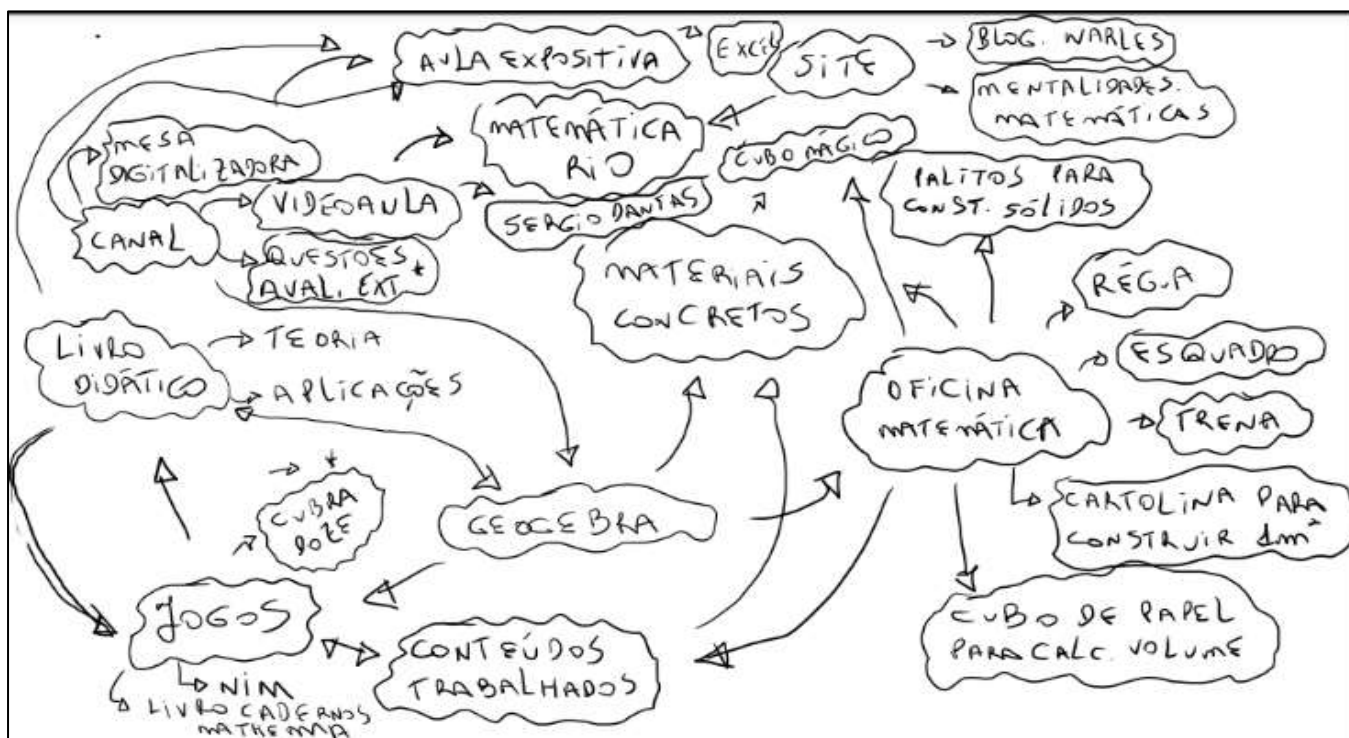 AULA EXPOSITIVA
EXCEL
SITE
BLOG. WARLES
MENTALIDADES.
MATEMÁTICAS
MESA
DIGITALIZADORA
MATEMÁTICA
RIO
CUBO MÁGICO
PALITOS PARA
CONST. SÓLIDOS
CANAL
VIDEOAULA
SERGIO DANTAS
QUESTÕES
AVAL. EXT *
MATERIAIS
CONCRETOS
RÉGUA
LIVRO
DIDÁTICO
TEORIA
APLICAÇÕES
ESQUADRO
OFICINA
MATEMÁTICA
TRENA
CUBRA
DOZE
GEOGEBRA
CARTOLINA PARA
CONSTRUIR 1m²
JOGOS
CONTEÚDOS
TRABALHADOS
CUBO DE PAPEL
PARA CALC. VOLUME
NIM
LIVRO CADERNOS
MATHEMA